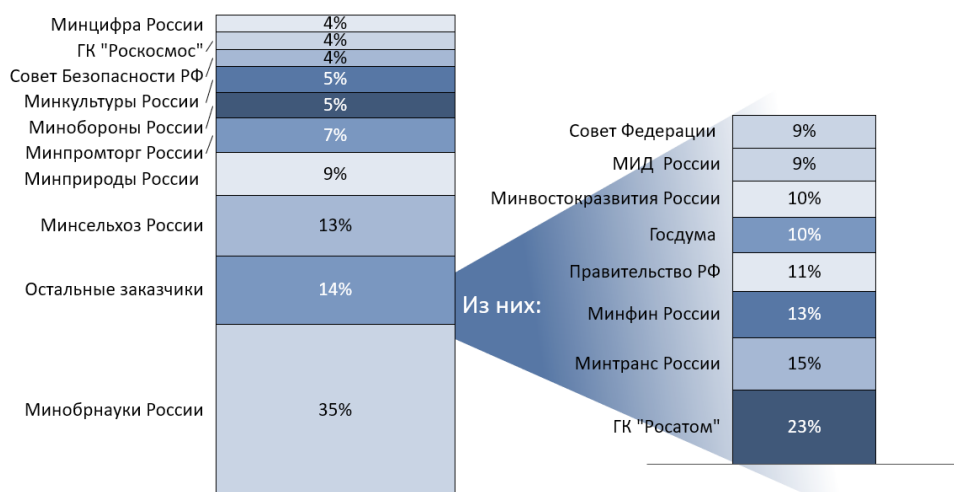 Минцифра России 4%
ГК "Роскосмос" 4%
Совет Безопасности РФ 4%
Минкультуры России 5%
Минобороны России 5%
Минпромторг России 7%
Минприроды России 9%
Минсельхоз России 13%
Остальные заказчики 14%
Минобрнауки России 35%
Из них:
Совет Федерации 9%
МИД России 9%
Минвостокразвития России 10%
Госдума 10%
Правительство РФ 11%
Минфин России 13%
Минтранс России 15%
ГК "Росатом" 23%